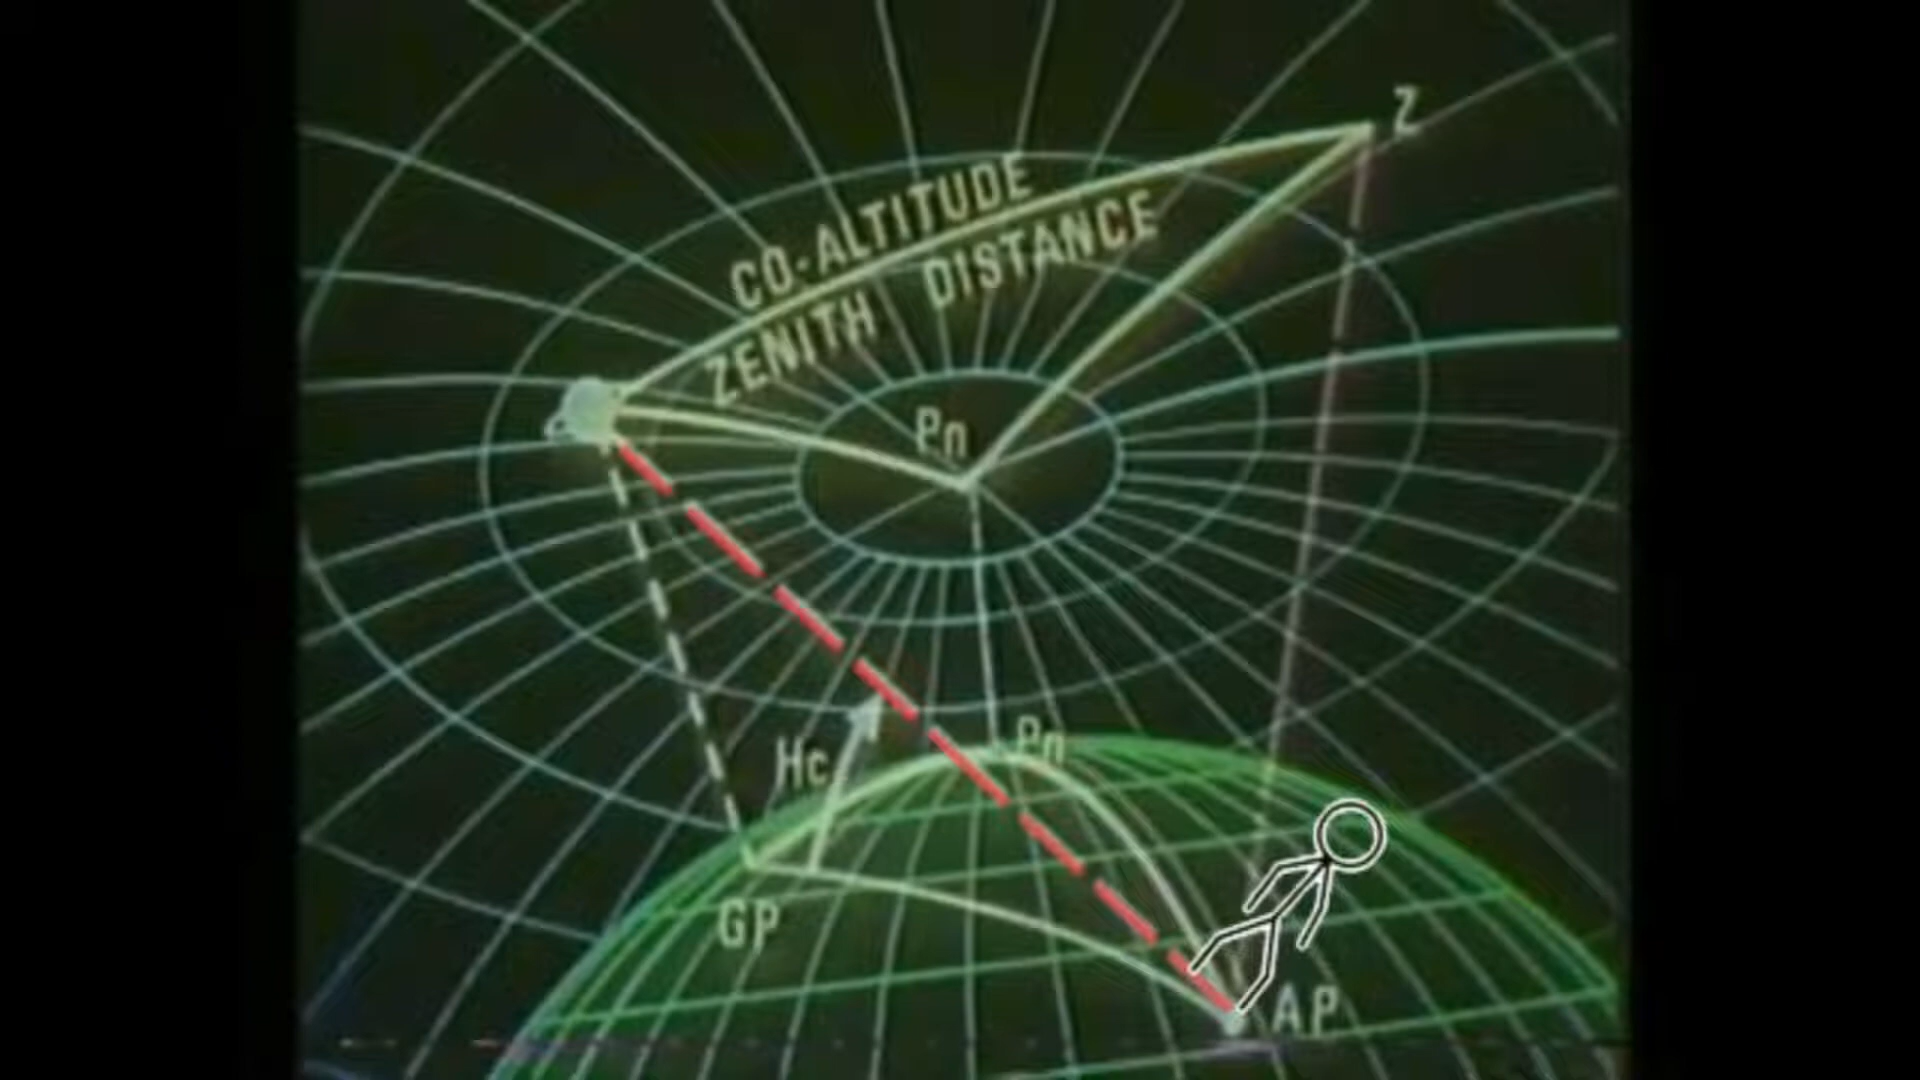 Z
CO-ALTITUDE
ZENITH DISTANCE
Pn
Pn
Hc
GP
AP